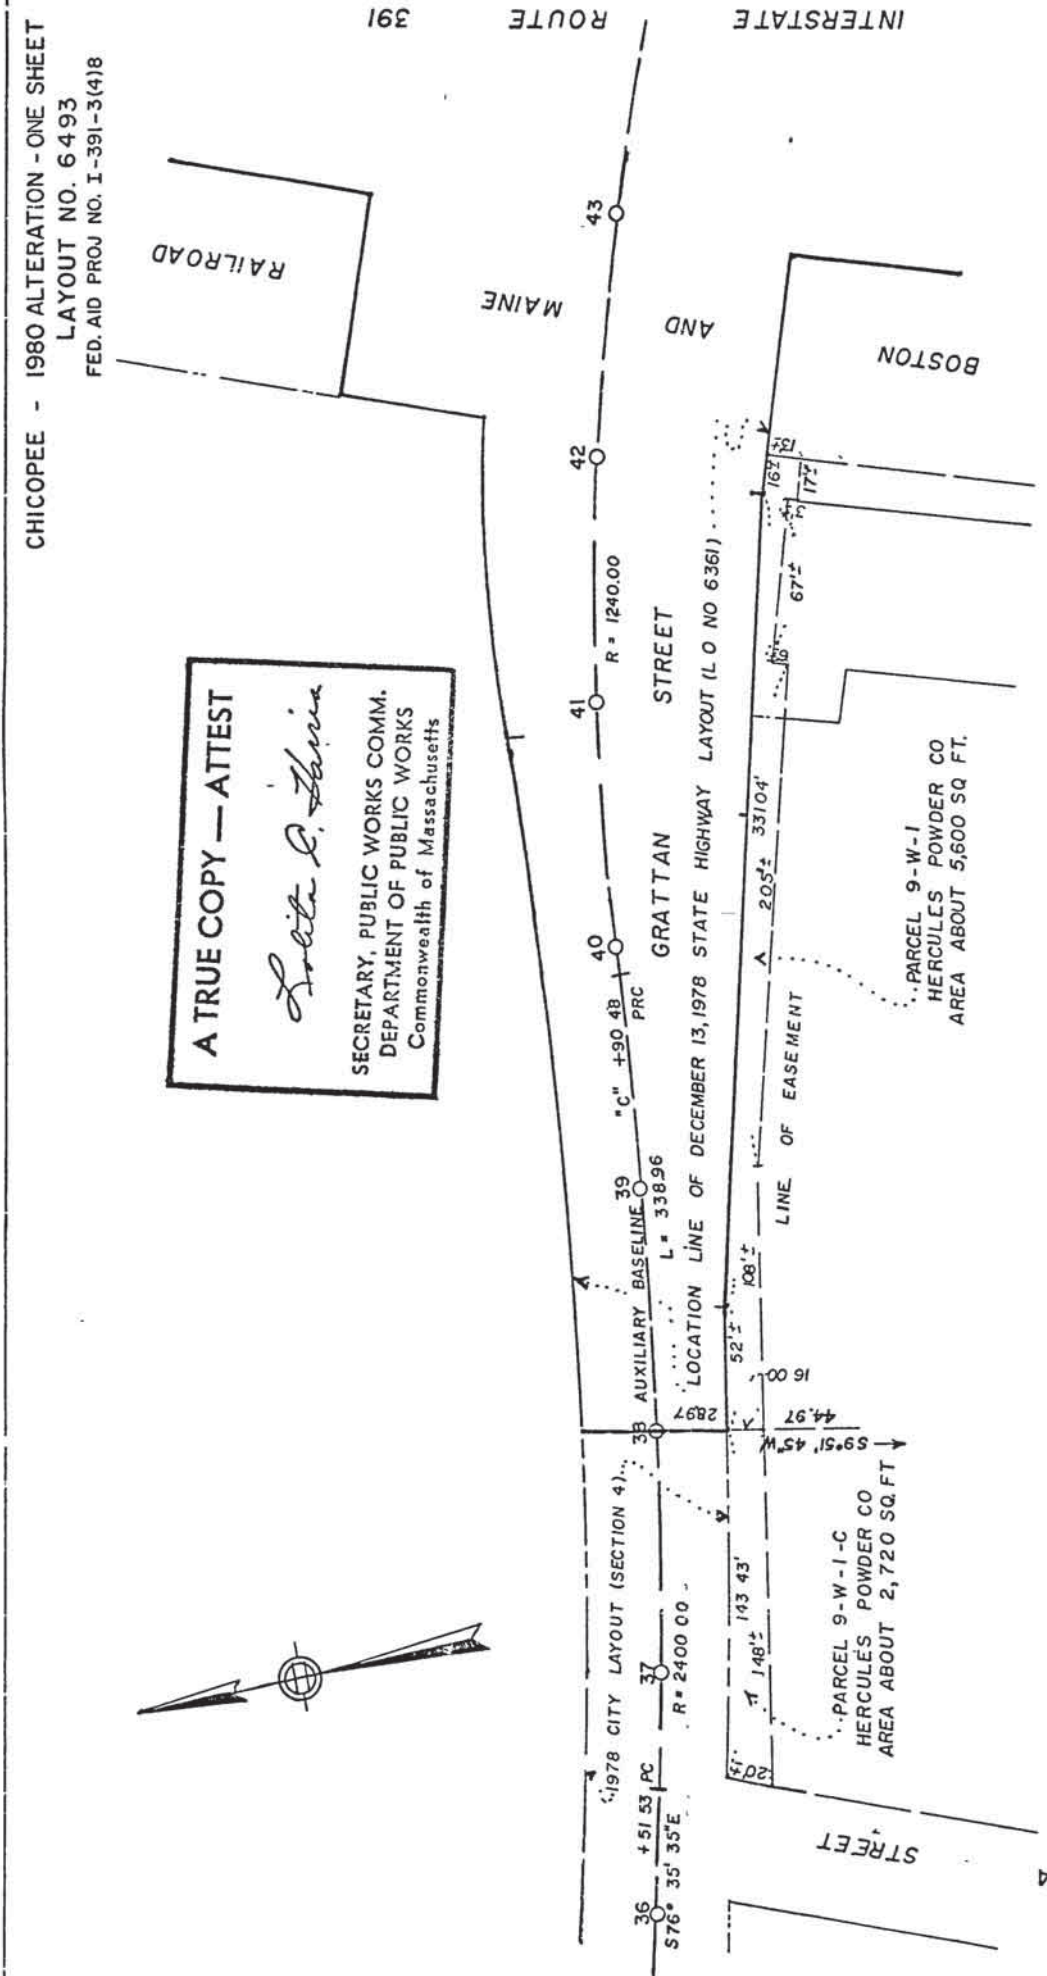 CHICOPEE - 1980 ALTERATION - ONE SHEET
LAYOUT NO. 6493
FED. AID PROJ NO. I-391-3(4)8
INTERSTATE ROUTE 391
A TRUE COPY — ATTEST
SECRETARY, PUBLIC WORKS COMM.
DEPARTMENT OF PUBLIC WORKS
Commonwealth of Massachusetts
BOSTON AND MAINE RAILROAD
1978 CITY LAYOUT (SECTION 4)
36
+51 53 PC
37
38
AUXILIARY BASELINE
39
"C" +90 48
PRC
40
41
42
43
S76° 35' 35"E
R = 2400 00
L = 338.96
R = 1240.00
GRATTAN STREET
LOCATION LINE OF DECEMBER 13, 1978 STATE HIGHWAY LAYOUT (L O NO 6361)
28.97
20'±
148'±
143 43'
52'±
108'±
16 00
44.97
S9°51' 45"W
205'±
331 04'
67'±
16'±
17'±
13'±
LINE OF EASEMENT
STREET
PARCEL 9-W-1-C
HERCULES POWDER CO
AREA ABOUT 2,720 SQ. FT
PARCEL 9-W-1
HERCULES POWDER CO
AREA ABOUT 5,600 SQ FT.